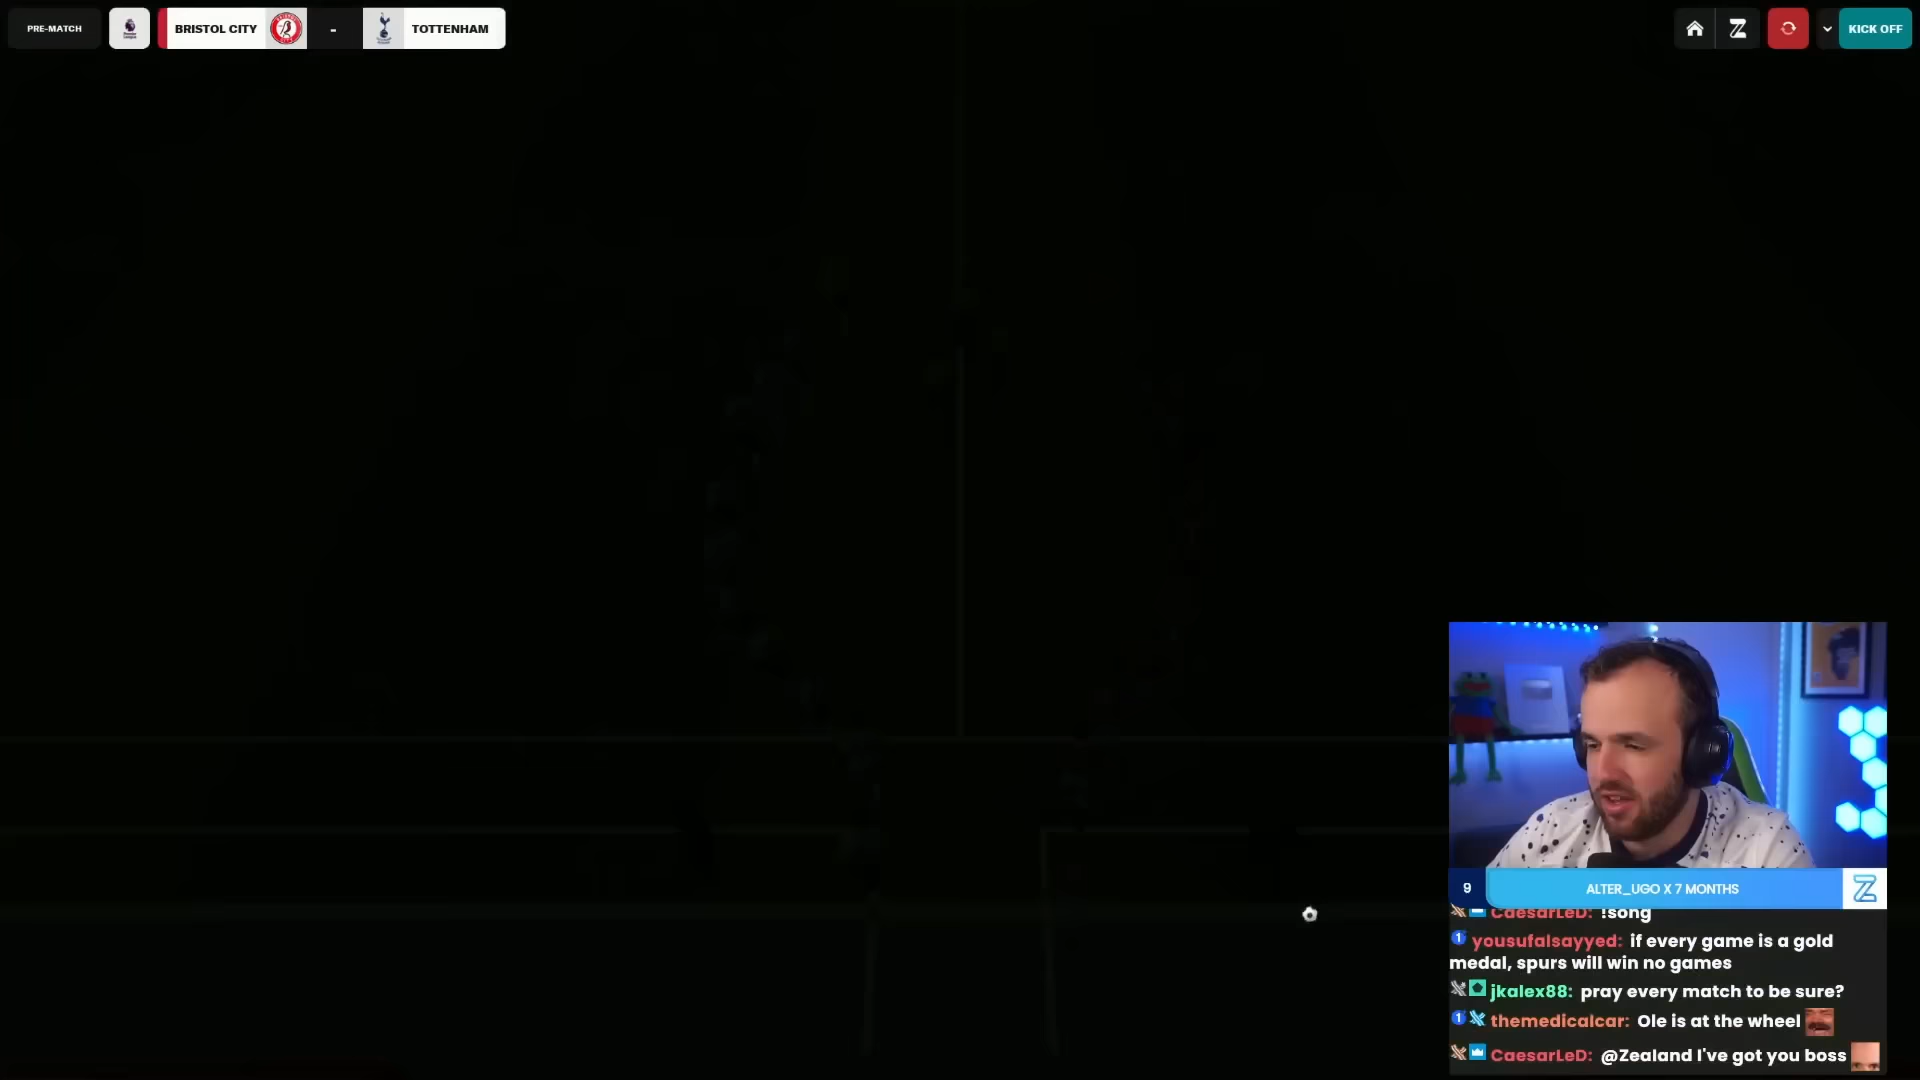 PRE-MATCH
BRISTOL CITY - TOTTENHAM
KICK OFF
9 ALTER_UGO X 7 MONTHS
CaesarLeD: !song
yousufalsayyed: if every game is a gold
medal, spurs will win no games
jkalex88: pray every match to be sure?
themedicalcar: Ole is at the wheel
CaesarLeD: @Zealand I've got you boss